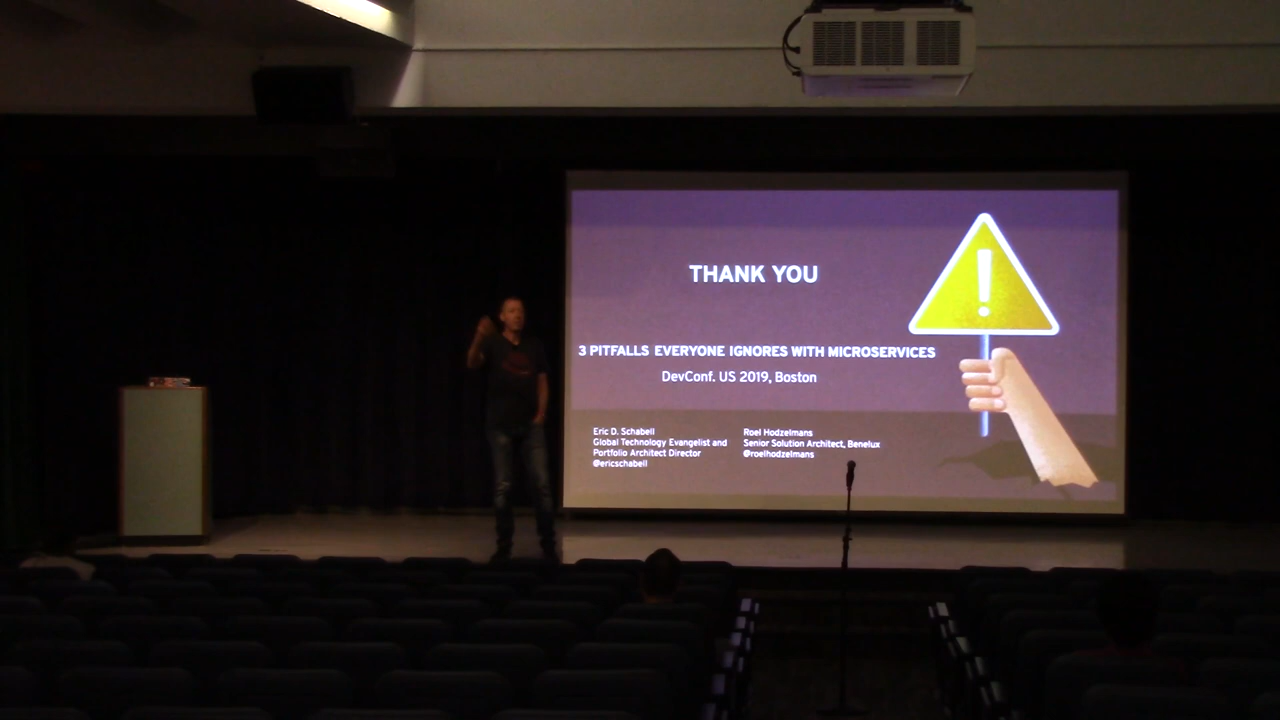 THANK YOU
3 PITFALLS EVERYONE IGNORES WITH MICROSERVICES
DevConf. US 2019, Boston
Eric D. Schabell
Global Technology Evangelist and
Portfolio Architect Director
@ericschabell
Roel Hodzelmans
Senior Solution Architect, Benelux
@roelhodzelmans
!